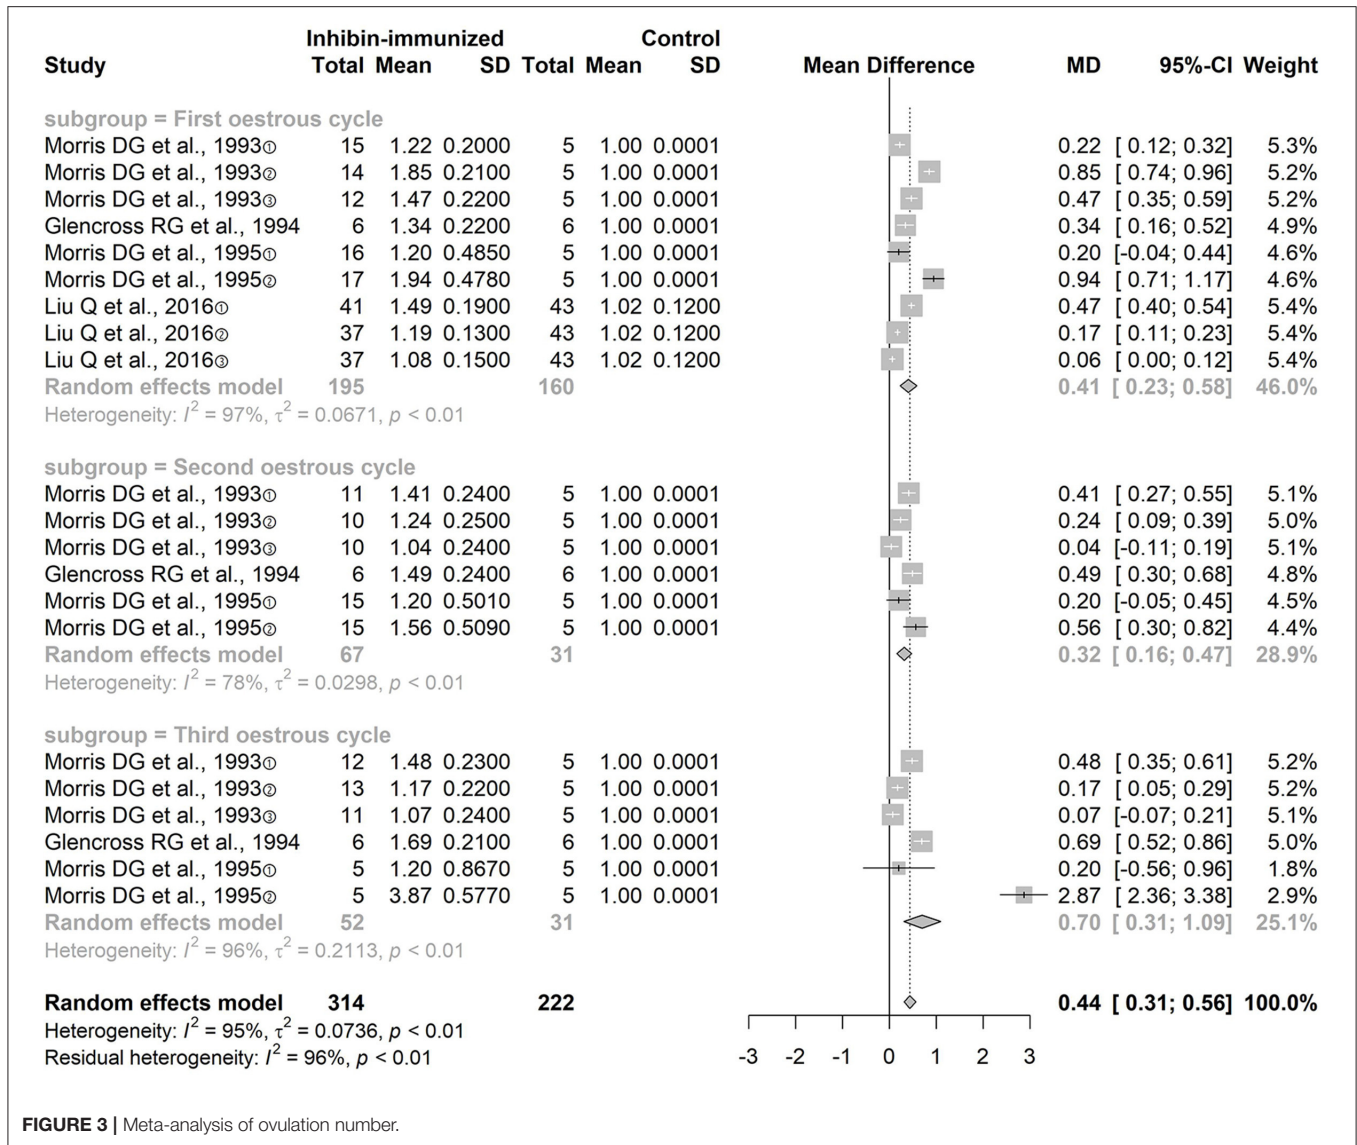 Inhibin-immunized Control
Study Total Mean SD Total Mean SD Mean Difference MD 95%-CI Weight
subgroup = First oestrous cycle
Morris DG et al., 1993① 15 1.22 0.2000 5 1.00 0.0001 0.22 [ 0.12; 0.32] 5.3%
Morris DG et al., 1993② 14 1.85 0.2100 5 1.00 0.0001 0.85 [ 0.74; 0.96] 5.2%
Morris DG et al., 1993③ 12 1.47 0.2200 5 1.00 0.0001 0.47 [ 0.35; 0.59] 5.2%
Glencross RG et al., 1994 6 1.34 0.2200 6 1.00 0.0001 0.34 [ 0.16; 0.52] 4.9%
Morris DG et al., 1995① 16 1.20 0.4850 5 1.00 0.0001 0.20 [-0.04; 0.44] 4.6%
Morris DG et al., 1995② 17 1.94 0.4780 5 1.00 0.0001 0.94 [ 0.71; 1.17] 4.6%
Liu Q et al., 2016① 41 1.49 0.1900 43 1.02 0.1200 0.47 [ 0.40; 0.54] 5.4%
Liu Q et al., 2016② 37 1.19 0.1300 43 1.02 0.1200 0.17 [ 0.11; 0.23] 5.4%
Liu Q et al., 2016③ 37 1.08 0.1500 43 1.02 0.1200 0.06 [ 0.00; 0.12] 5.4%
Random effects model 195 160 0.41 [ 0.23; 0.58] 46.0%
Heterogeneity: I² = 97%, τ² = 0.0671, p < 0.01
subgroup = Second oestrous cycle
Morris DG et al., 1993① 11 1.41 0.2400 5 1.00 0.0001 0.41 [ 0.27; 0.55] 5.1%
Morris DG et al., 1993② 10 1.24 0.2500 5 1.00 0.0001 0.24 [ 0.09; 0.39] 5.0%
Morris DG et al., 1993③ 10 1.04 0.2400 5 1.00 0.0001 0.04 [-0.11; 0.19] 5.1%
Glencross RG et al., 1994 6 1.49 0.2400 6 1.00 0.0001 0.49 [ 0.30; 0.68] 4.8%
Morris DG et al., 1995① 15 1.20 0.5010 5 1.00 0.0001 0.20 [-0.05; 0.45] 4.5%
Morris DG et al., 1995② 15 1.56 0.5090 5 1.00 0.0001 0.56 [ 0.30; 0.82] 4.4%
Random effects model 67 31 0.32 [ 0.16; 0.47] 28.9%
Heterogeneity: I² = 78%, τ² = 0.0298, p < 0.01
subgroup = Third oestrous cycle
Morris DG et al., 1993① 12 1.48 0.2300 5 1.00 0.0001 0.48 [ 0.35; 0.61] 5.2%
Morris DG et al., 1993② 13 1.17 0.2200 5 1.00 0.0001 0.17 [ 0.05; 0.29] 5.2%
Morris DG et al., 1993③ 11 1.07 0.2400 5 1.00 0.0001 0.07 [-0.07; 0.21] 5.1%
Glencross RG et al., 1994 6 1.69 0.2100 6 1.00 0.0001 0.69 [ 0.52; 0.86] 5.0%
Morris DG et al., 1995① 5 1.20 0.8670 5 1.00 0.0001 0.20 [-0.56; 0.96] 1.8%
Morris DG et al., 1995② 5 3.87 0.5770 5 1.00 0.0001 2.87 [ 2.36; 3.38] 2.9%
Random effects model 52 31 0.70 [ 0.31; 1.09] 25.1%
Heterogeneity: I² = 96%, τ² = 0.2113, p < 0.01
Random effects model 314 222 0.44 [ 0.31; 0.56] 100.0%
Heterogeneity: I² = 95%, τ² = 0.0736, p < 0.01
Residual heterogeneity: I² = 96%, p < 0.01
-3 -2 -1 0 1 2 3
FIGURE 3 | Meta-analysis of ovulation number.